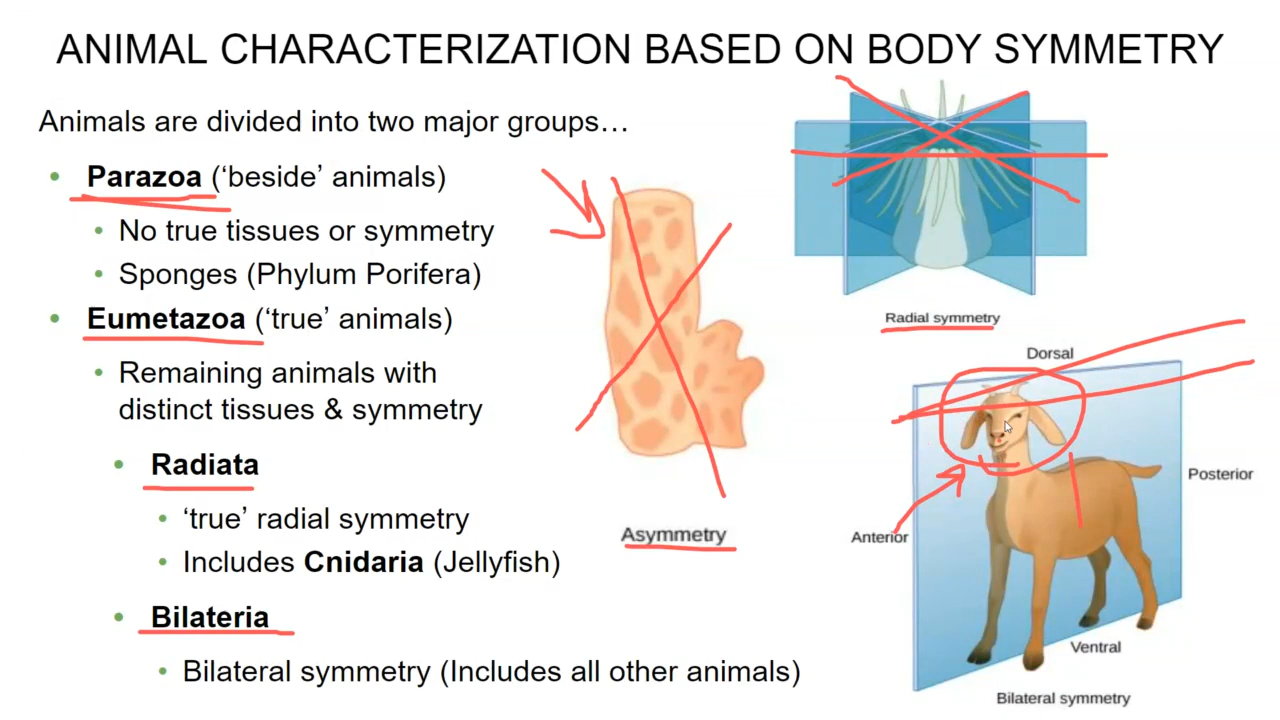 ANIMAL CHARACTERIZATION BASED ON BODY SYMMETRY
Animals are divided into two major groups…
• Parazoa (‘beside’ animals)
• No true tissues or symmetry
• Sponges (Phylum Porifera)
• Eumetazoa (‘true’ animals)
• Remaining animals with
distinct tissues & symmetry
• Radiata
• ‘true’ radial symmetry
• Includes Cnidaria (Jellyfish)
• Bilateria
• Bilateral symmetry (Includes all other animals)
Asymmetry
Radial symmetry
Dorsal
Posterior
Anterior
Ventral
Bilateral symmetry